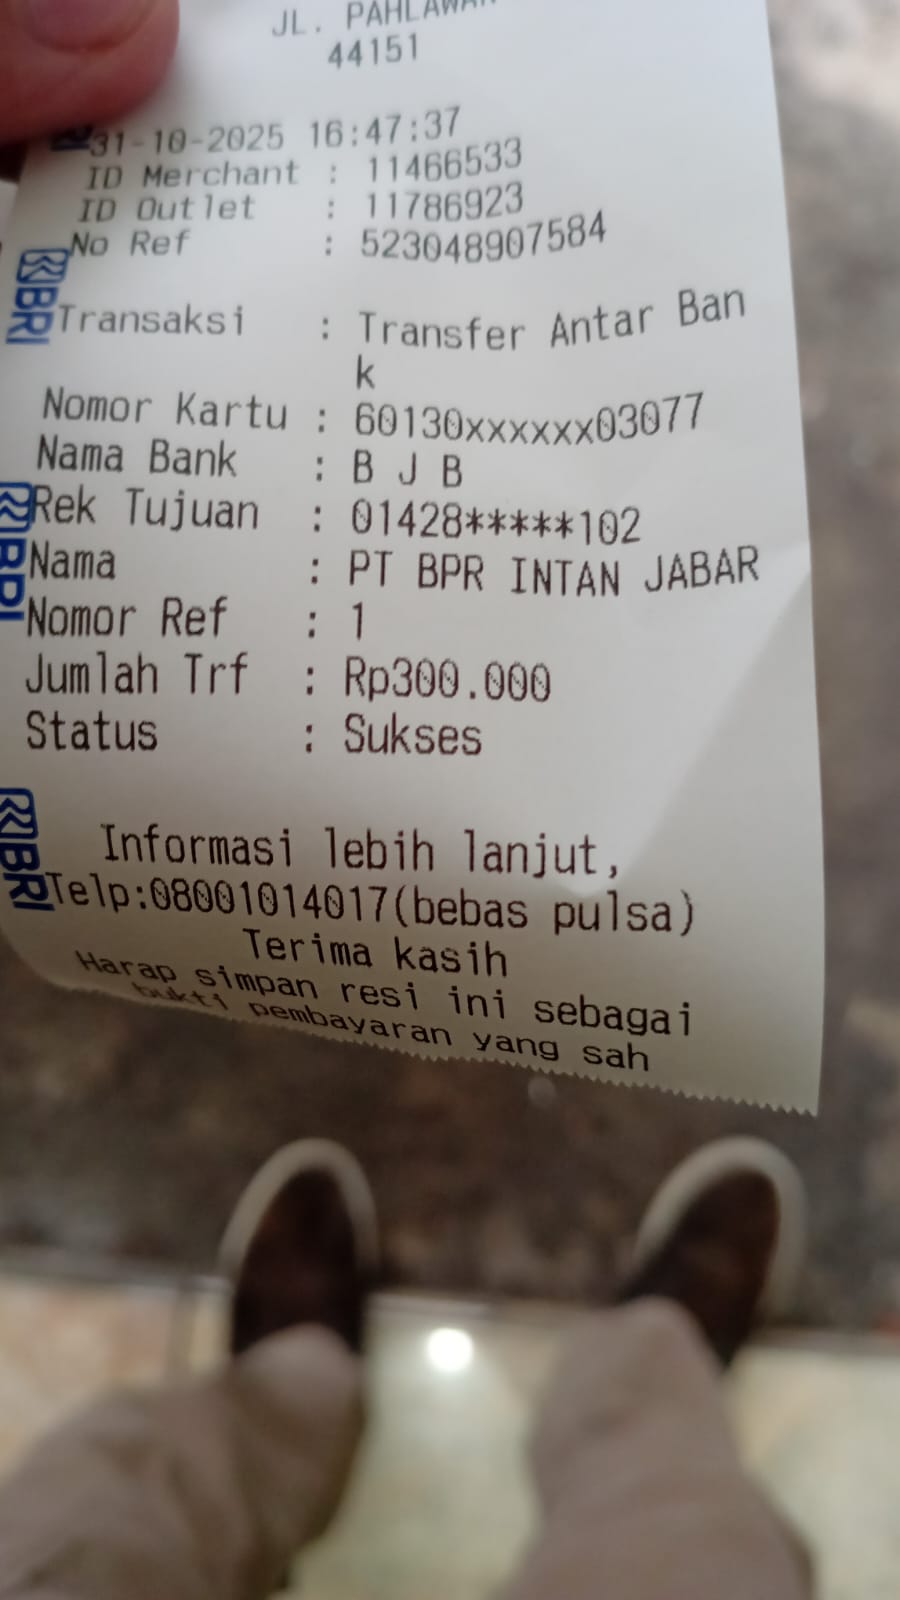 JL. PAHLAWAN
44151
31-10-2025 16:47:37
ID Merchant : 11466533
ID Outlet : 11786923
No Ref : 523048907584
Transaksi : Transfer Antar Ban
k
Nomor Kartu : 60130xxxxxx03077
Nama Bank : B J B
Rek Tujuan : 01428*****102
Nama : PT BPR INTAN JABAR
Nomor Ref : 1
Jumlah Trf : Rp300.000
Status : Sukses
Informasi lebih lanjut,
Telp:08001014017(bebas pulsa)
Terima kasih
Harap simpan resi ini sebagai
bukti pembayaran yang sah
BRI
BRI
BRI